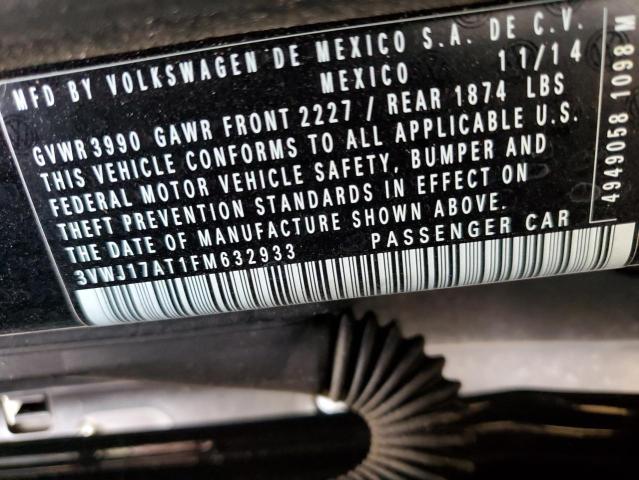 MFD BY VOLKSWAGEN DE MEXICO S.A. DE C.V.
MEXICO 11/14
GVWR 3990 GAWR FRONT 2227 / REAR 1874 LBS
THIS VEHICLE CONFORMS TO ALL APPLICABLE U.S.
FEDERAL MOTOR VEHICLE SAFETY, BUMPER AND
THEFT PREVENTION STANDARDS IN EFFECT ON
THE DATE OF MANUFACTURE SHOWN ABOVE.
3VWJ17AT1FM632933 PASSENGER CAR
4949058 1098 M